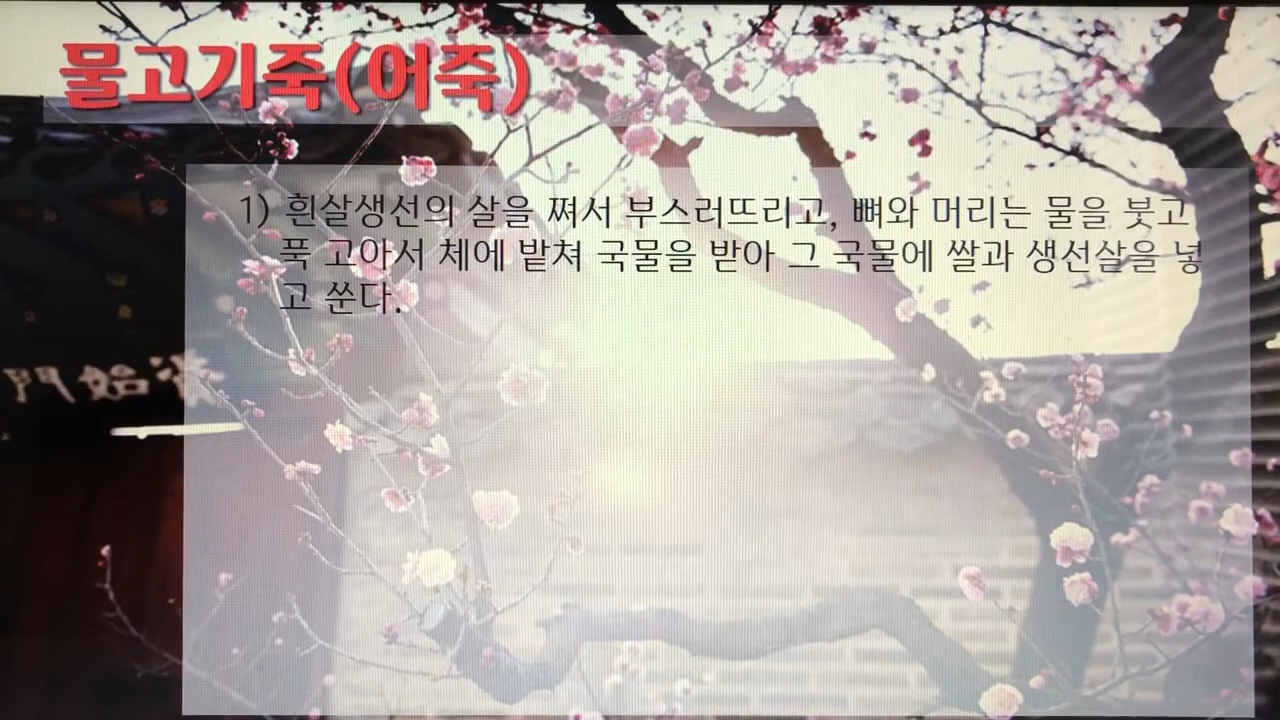 물고기죽(어죽)
1) 흰살생선의 살을 쪄서 부스러뜨리고, 뼈와 머리는 물을 붓고
푹 고아서 체에 밭쳐 국물을 받아 그 국물에 쌀과 생선살을 넣
고 쑨다.
門始